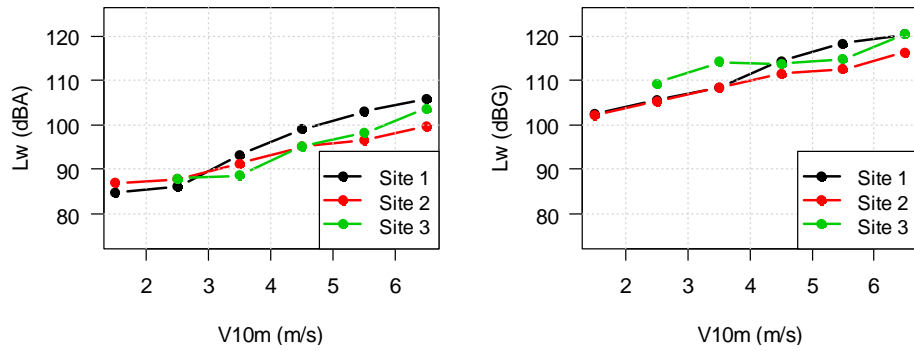 Lw (dBA)
120
110
100
90
80
Site 1
Site 2
Site 3
2 3 4 5 6
V10m (m/s)
Lw (dBG)
120
110
100
90
80
Site 1
Site 2
Site 3
2 3 4 5 6
V10m (m/s)